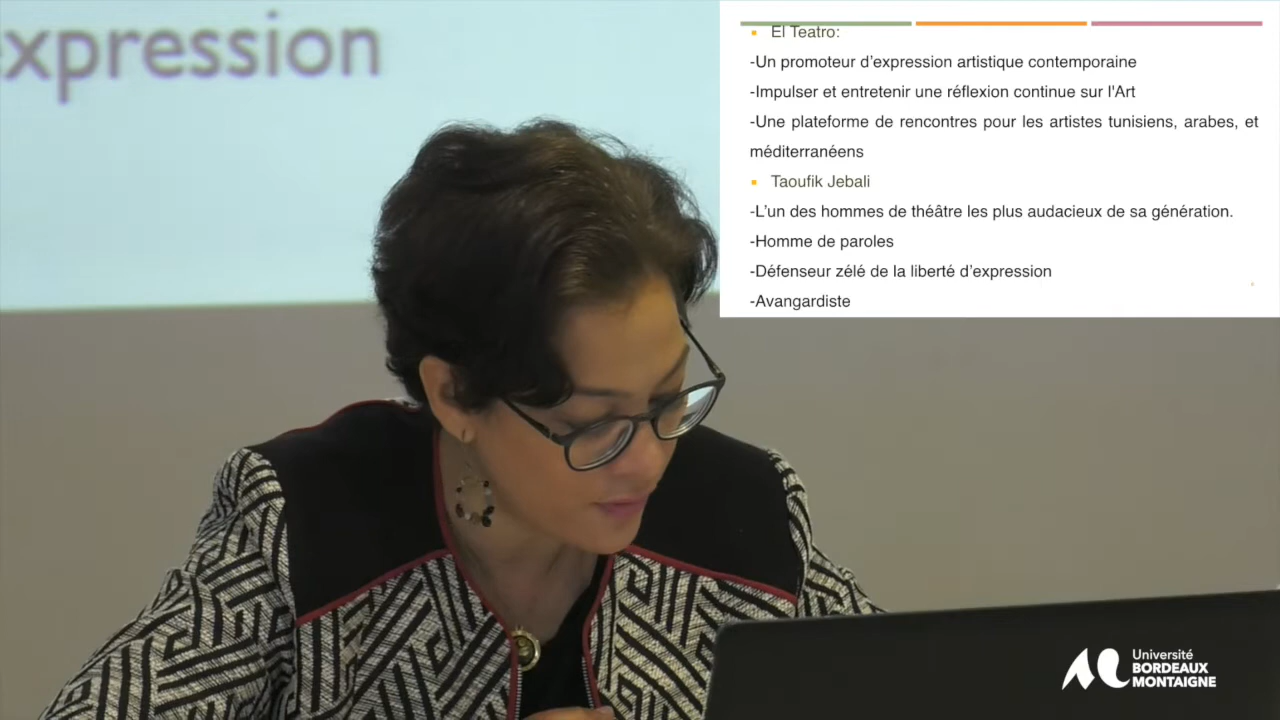 xpression
El Teatro:
-Un promoteur d’expression artistique contemporaine
-Impulser et entretenir une réflexion continue sur l'Art
-Une plateforme de rencontres pour les artistes tunisiens, arabes, et
méditerranéens
Taoufik Jebali
-L’un des hommes de théâtre les plus audacieux de sa génération.
-Homme de paroles
-Défenseur zélé de la liberté d’expression
-Avangardiste
Université
BORDEAUX
MONTAIGNE